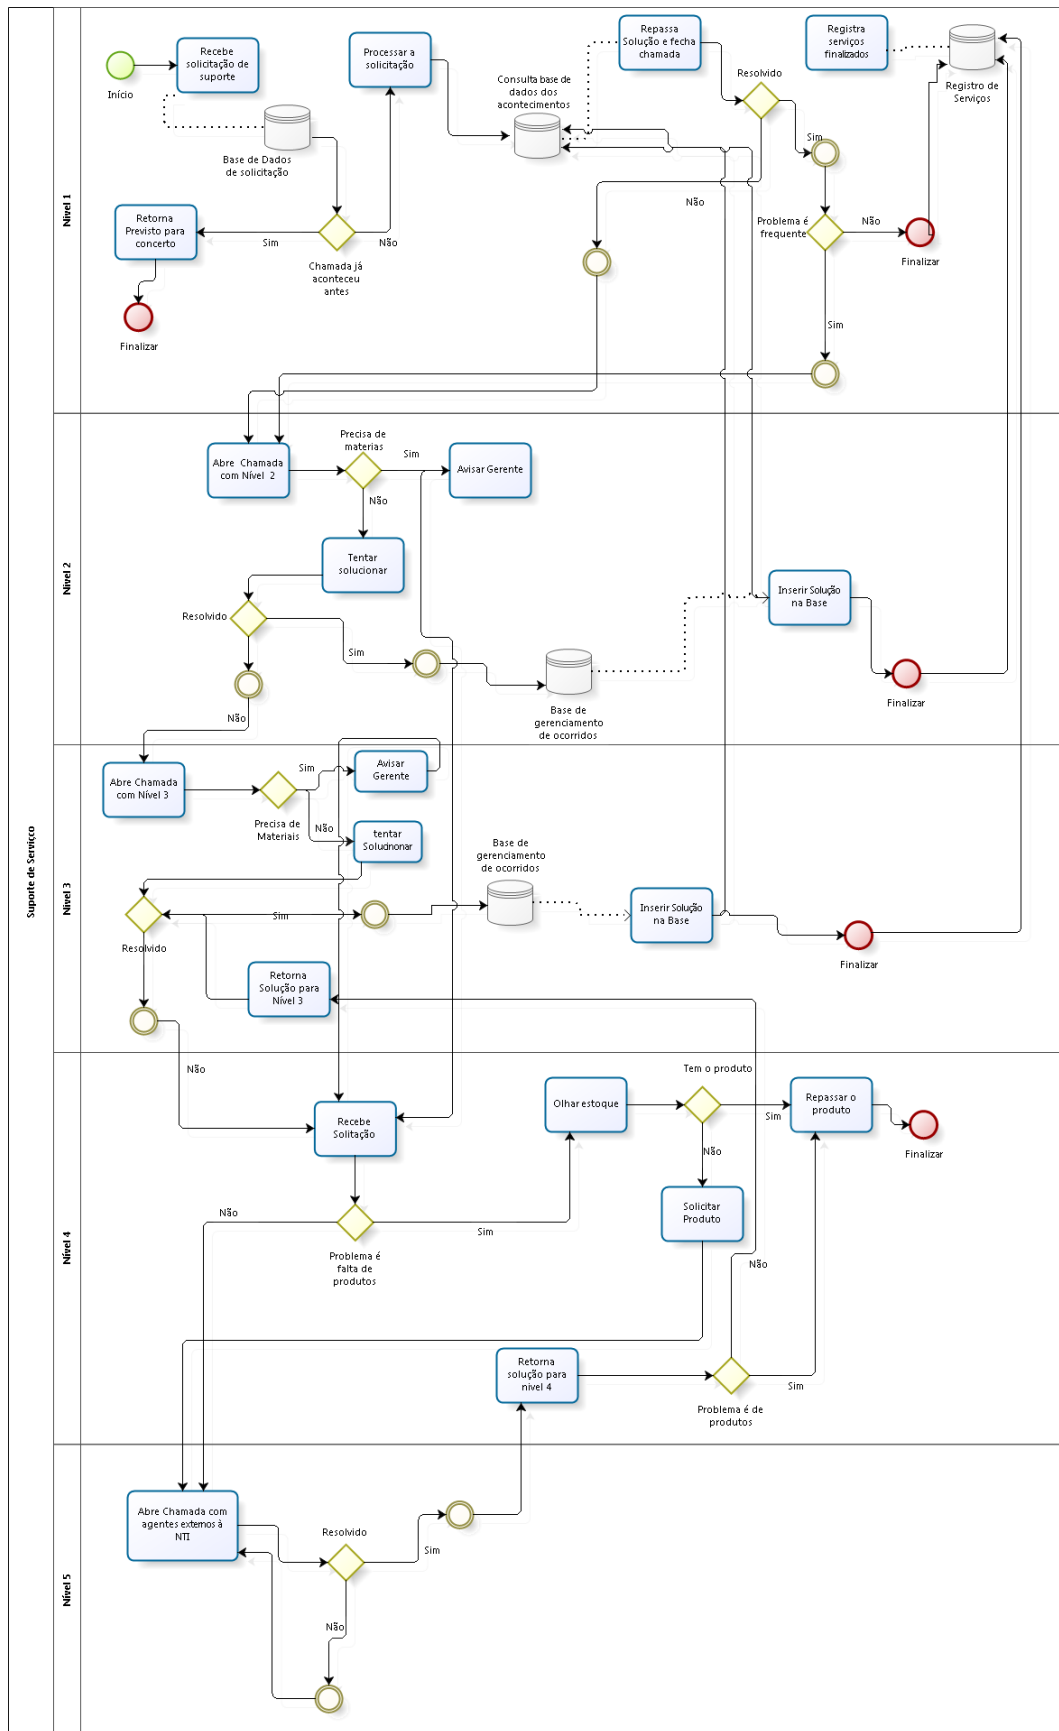 Suporte de Serviçco
Nível 1
Início
Recebe
solicitação de
suporte
Base de Dados
de solicitação
Processar a
solicitação
Consulta base de
dados dos
acontecimentos
Repassa
Solução e fecha
chamada
Resolvido
Sim
Não
Registra
serviços
finalizados
Registro de
Serviços
Retorna
Previsto para
concerto
Sim
Não
Chamada já
aconteceu
antes
Finalizar
Problema é
frequente
Não
Finalizar
Sim
Nível 2
Abre Chamada
com Nível 2
Precisa de
materias
Sim
Avisar Gerente
Não
Tentar
solucionar
Resolvido
Sim
Não
Base de
gerenciamento
de ocorridos
Inserir Solução
na Base
Finalizar
Nível 3
Abre Chamada
com Nível 3
Precisa de
Materiais
Sim
Avisar
Gerente
Não
tentar
Soludnonar
Resolvido
Sim
Base de
gerenciamento
de ocorridos
Inserir Solução
na Base
Finalizar
Retorna
Solução para
Nível 3
Não
Nível 4
Recebe
Solitação
Olhar estoque
Tem o produto
Sim
Repassar o
produto
Finalizar
Não
Solicitar
Produto
Não
Sim
Problema é
falta de
produtos
Não
Retorna
solução para
nivel 4
Sim
Problema é de
produtos
Nível 5
Abre Chamada com
agentes externos à
NTI
Resolvido
Sim
Não